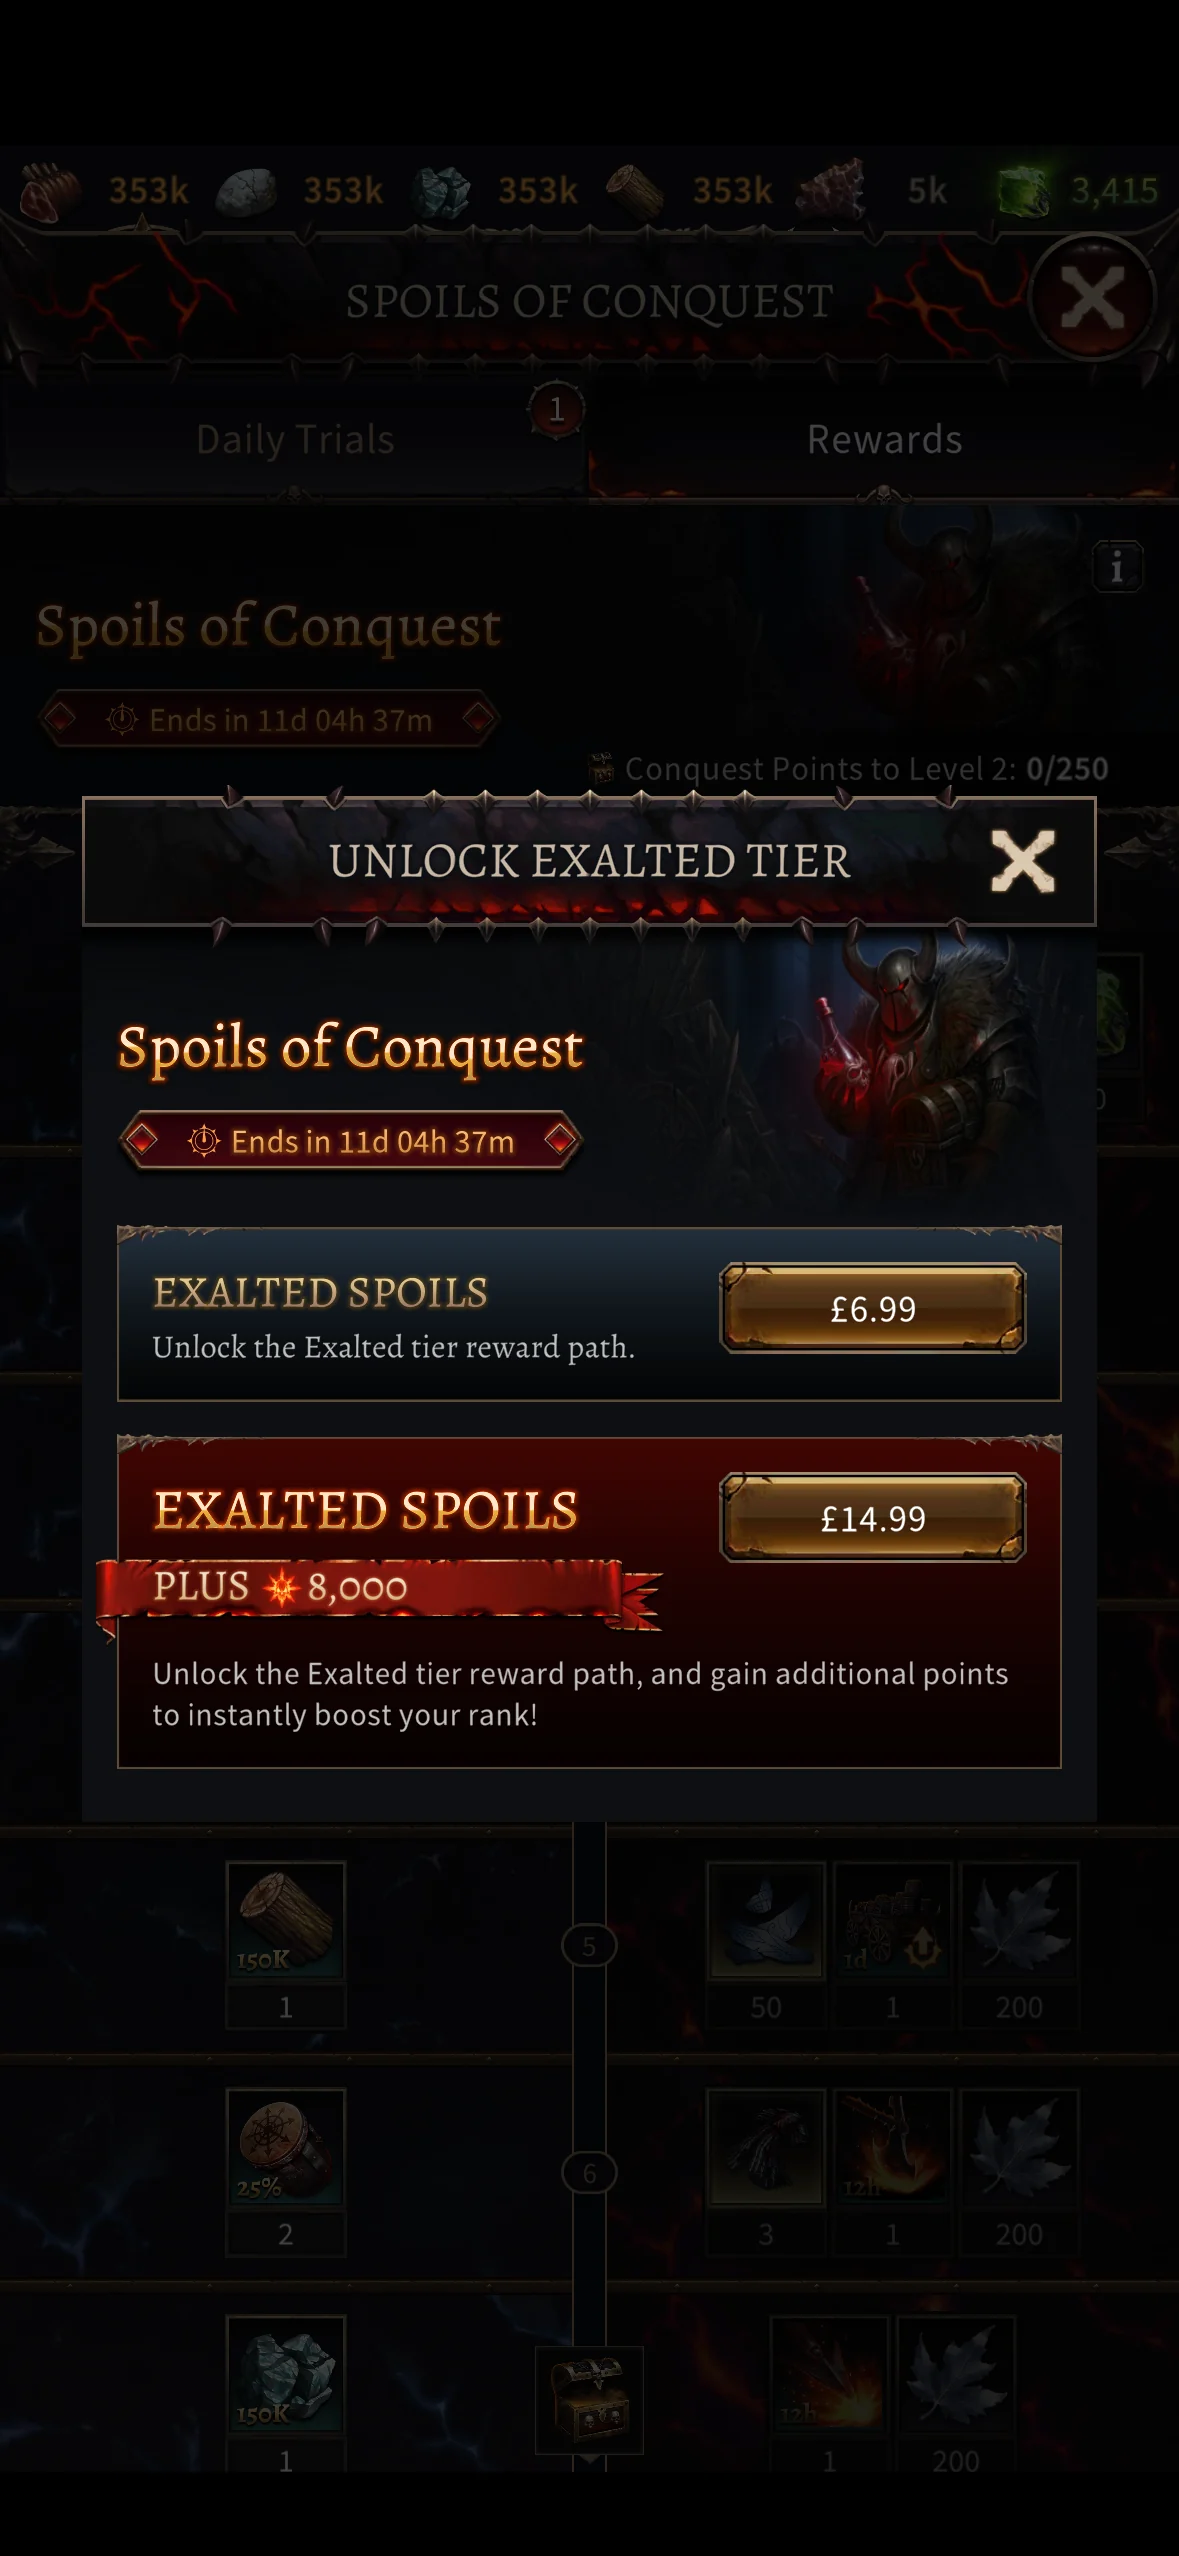 353k 353k 353k 353k 5k 3,415
SPOILS OF CONQUEST
Daily Trials 1 Rewards
i
Spoils of Conquest
Ends in 11d 04h 37m
Conquest Points to Level 2: 0/250
UNLOCK EXALTED TIER
Spoils of Conquest
Ends in 11d 04h 37m
EXALTED SPOILS
£6.99
Unlock the Exalted tier reward path.
EXALTED SPOILS
£14.99
PLUS 8,000
Unlock the Exalted tier reward path, and gain additional points
to instantly boost your rank!
150K 1d
5
1 50 1 200
25% 12h
6
2 3 1 200
150K 12h
1 1 200